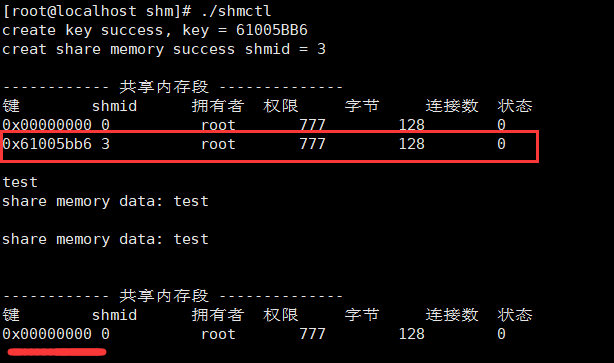 [root@localhost shm]# ./shmctl
create key success, key = 61005BB6
creat share memory success shmid = 3
------------ 共享内存段 --------------
键 shmid 拥有者 权限 字节 连接数 状态
0x00000000 0 root 777 128 0
0x61005bb6 3 root 777 128 0
test
share memory data: test
share memory data: test
------------ 共享内存段 --------------
键 shmid 拥有者 权限 字节 连接数 状态
0x00000000 0 root 777 128 0